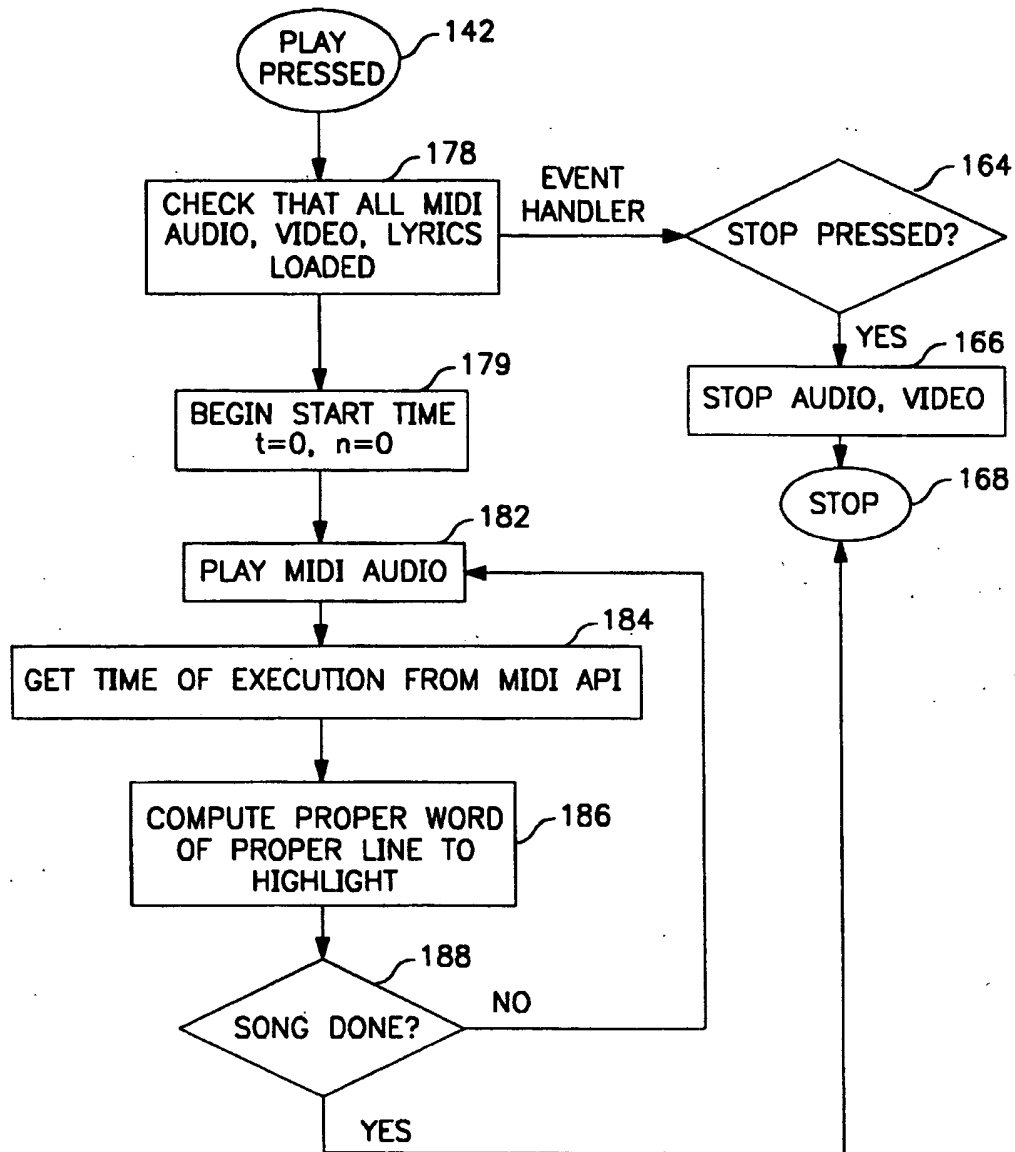 PLAY
PRESSED
142
178
CHECK THAT ALL MIDI
AUDIO, VIDEO, LYRICS
LOADED
EVENT
HANDLER
164
STOP PRESSED?
YES
166
STOP AUDIO, VIDEO
168
STOP
179
BEGIN START TIME
t=0, n=0
182
PLAY MIDI AUDIO
184
GET TIME OF EXECUTION FROM MIDI API
186
COMPUTE PROPER WORD
OF PROPER LINE TO
HIGHLIGHT
188
SONG DONE?
NO
YES